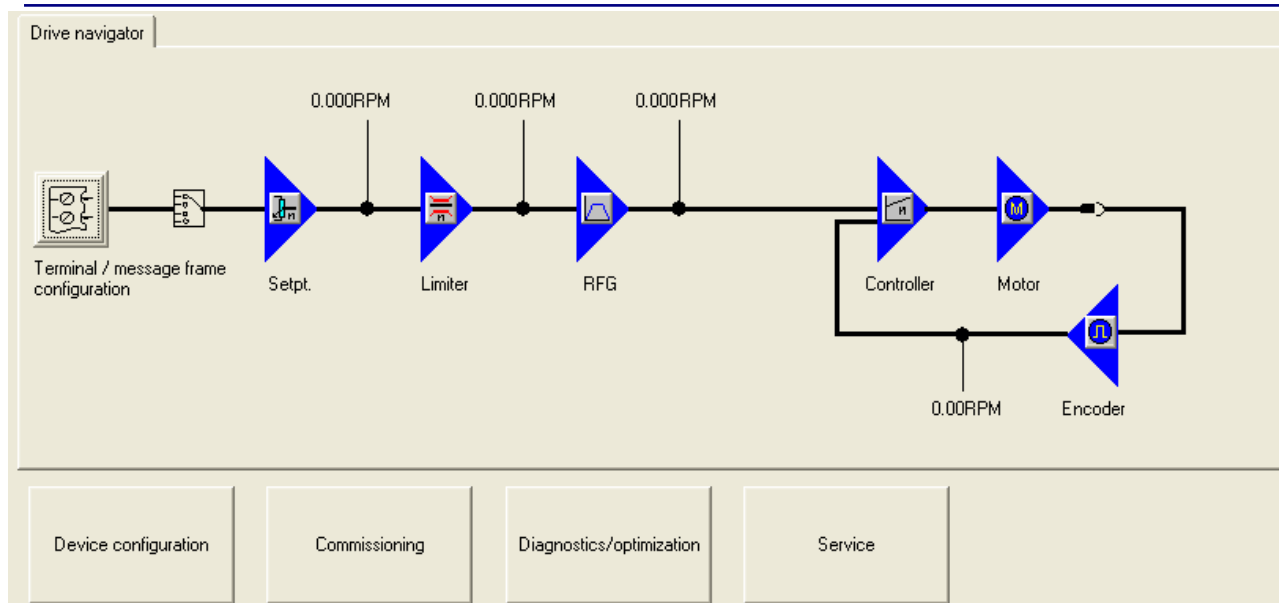 Drive navigator
0.000RPM
0.000RPM
0.000RPM
Terminal / message frame
configuration
Setpt.
Limiter
RFG
Controller
Motor
n
n
n
M
0.00RPM
Encoder
Device configuration
Commissioning
Diagnostics/optimization
Service